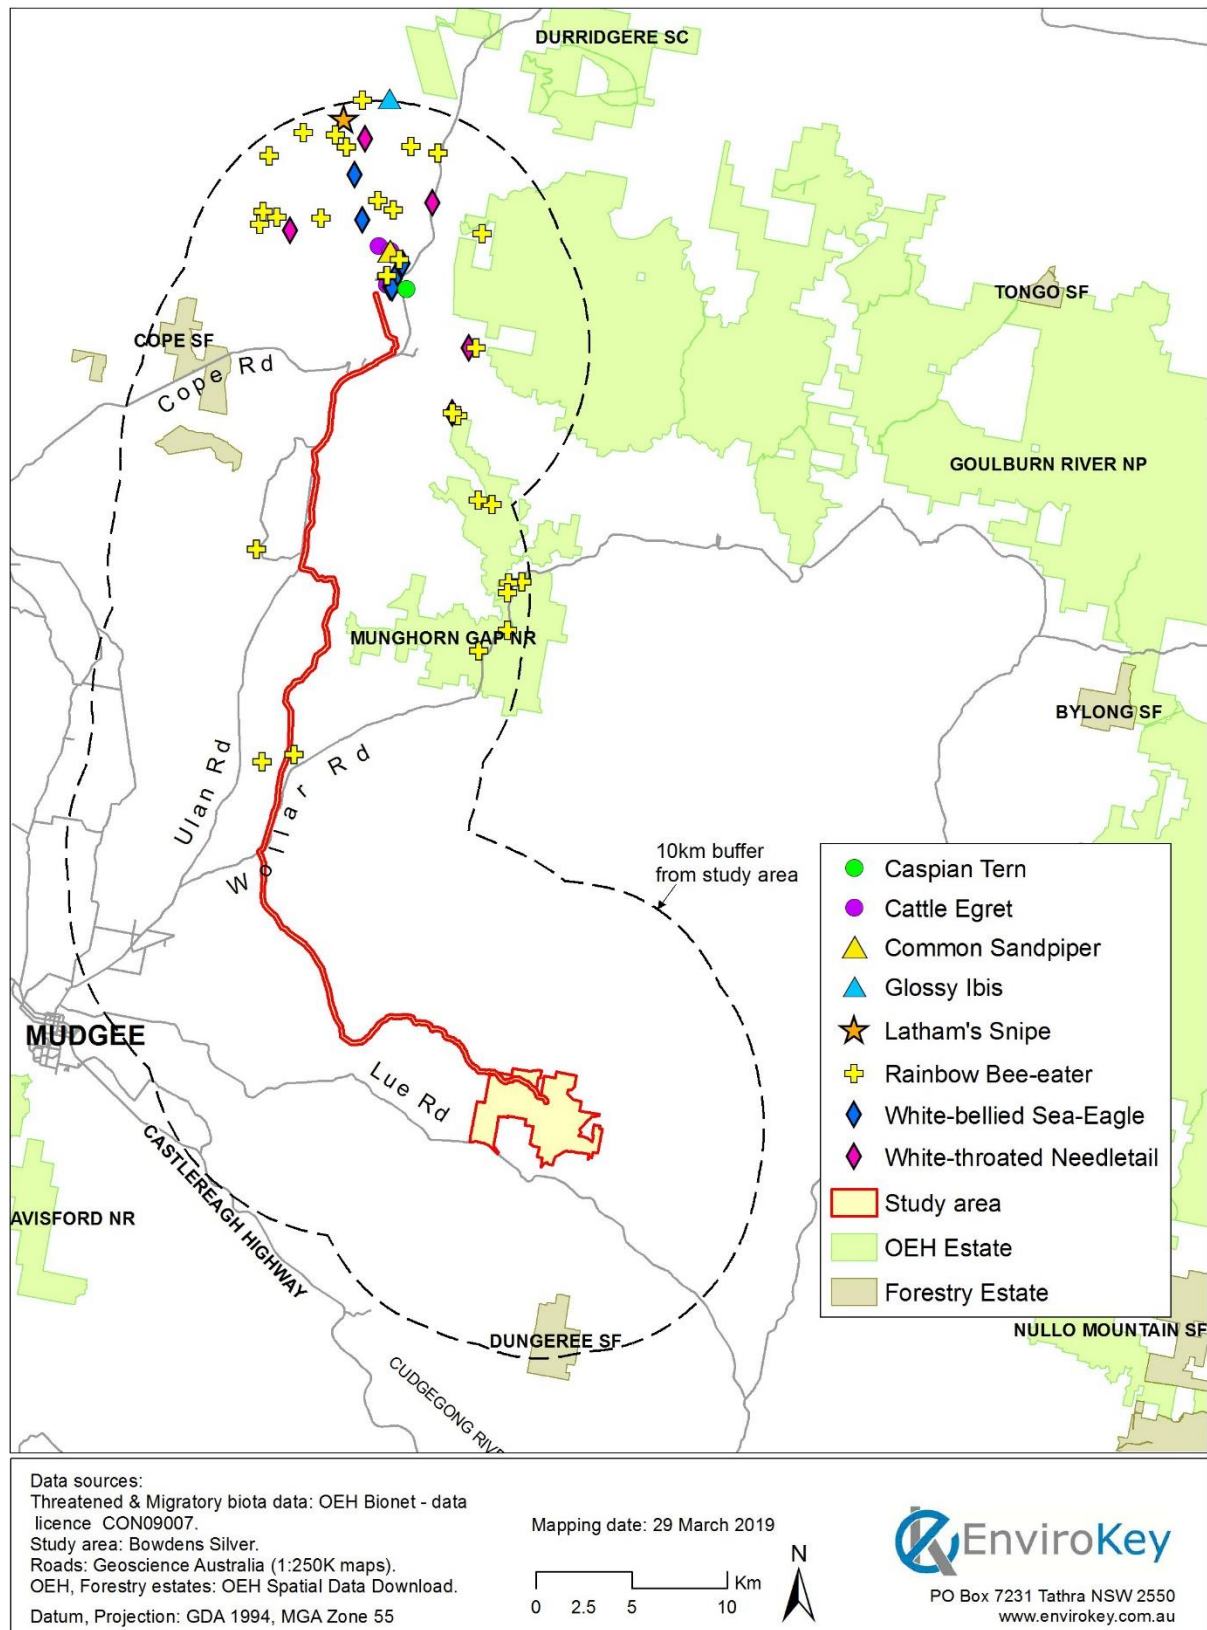 DURRIDGERE SC
TONGO SF
COPE SF
Cope Rd
GOULBURN RIVER NP
MUNGHORN GAP NR
BYLONG SF
Ulan Rd
Wollar Rd
10km buffer
from study area
MUDGEE
Lue Rd
CASTLEREAGH HIGHWAY
AVISFORD NR
DUNGEREE SF
CUDGEGONG RIVE
NULLO MOUNTAIN SF
Caspian Tern
Cattle Egret
Common Sandpiper
Glossy Ibis
Latham's Snipe
Rainbow Bee-eater
White-bellied Sea-Eagle
White-throated Needletail
Study area
OEH Estate
Forestry Estate
Data sources:
Threatened & Migratory biota data: OEH Bionet - data
licence CON09007.
Study area: Bowdens Silver.
Roads: Geoscience Australia (1:250K maps).
OEH, Forestry estates: OEH Spatial Data Download.
Datum, Projection: GDA 1994, MGA Zone 55
Mapping date: 29 March 2019
N
Km
0 2.5 5 10
EnviroKey
PO Box 7231 Tathra NSW 2550
www.envirokey.com.au